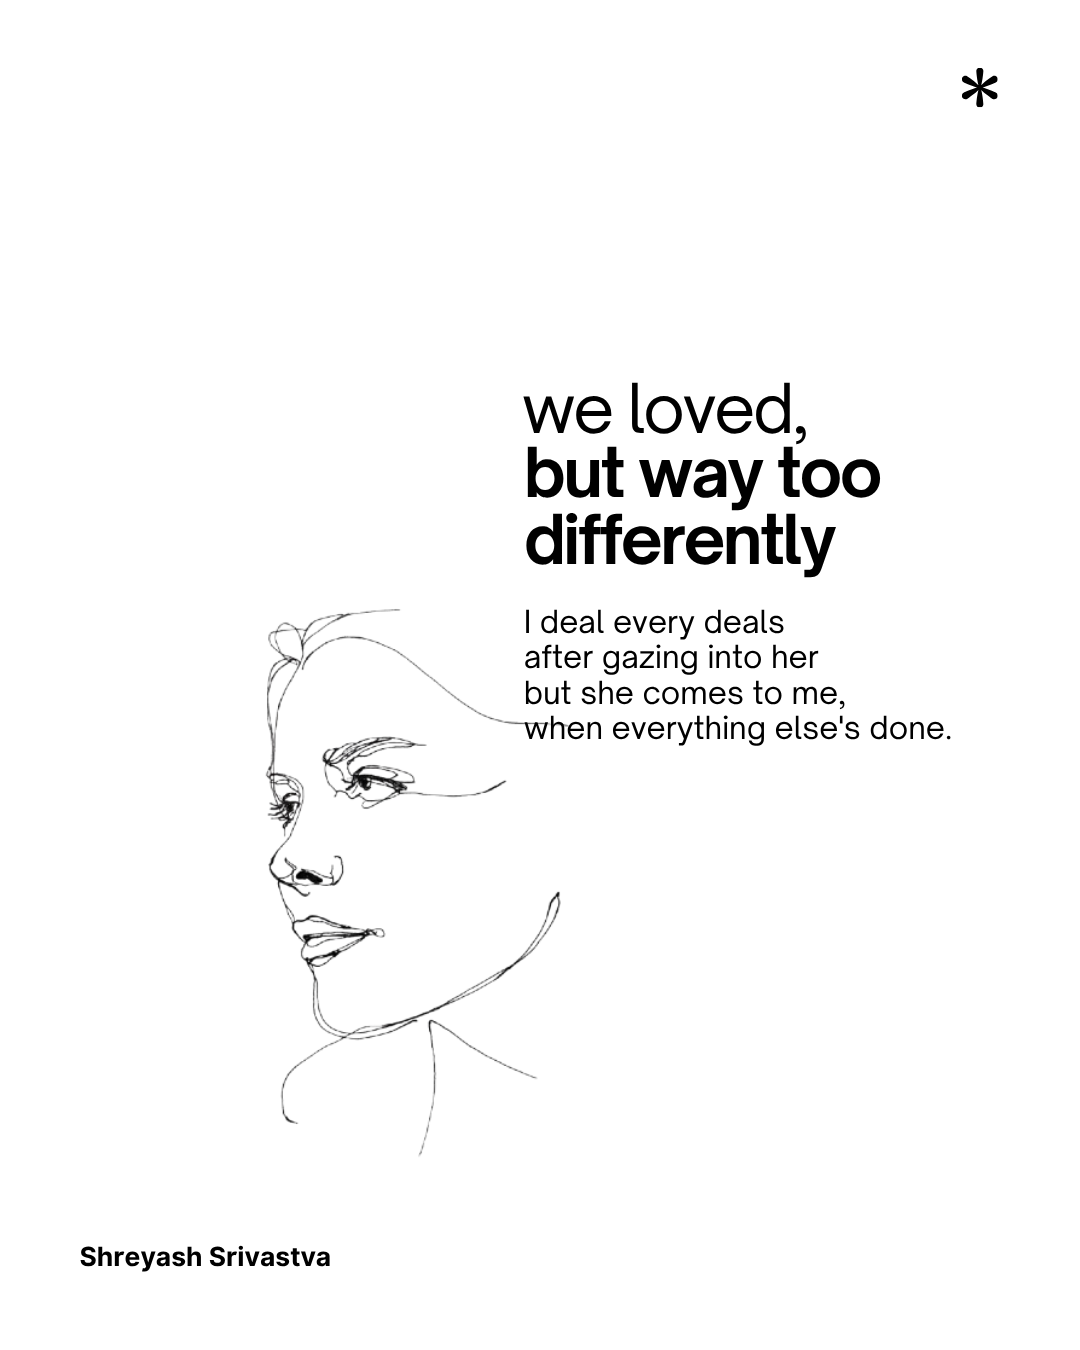 *
we loved,
but way too
differently
I deal every deals
after gazing into her
but she comes to me,
when everything else's done.
Shreyash Srivastva